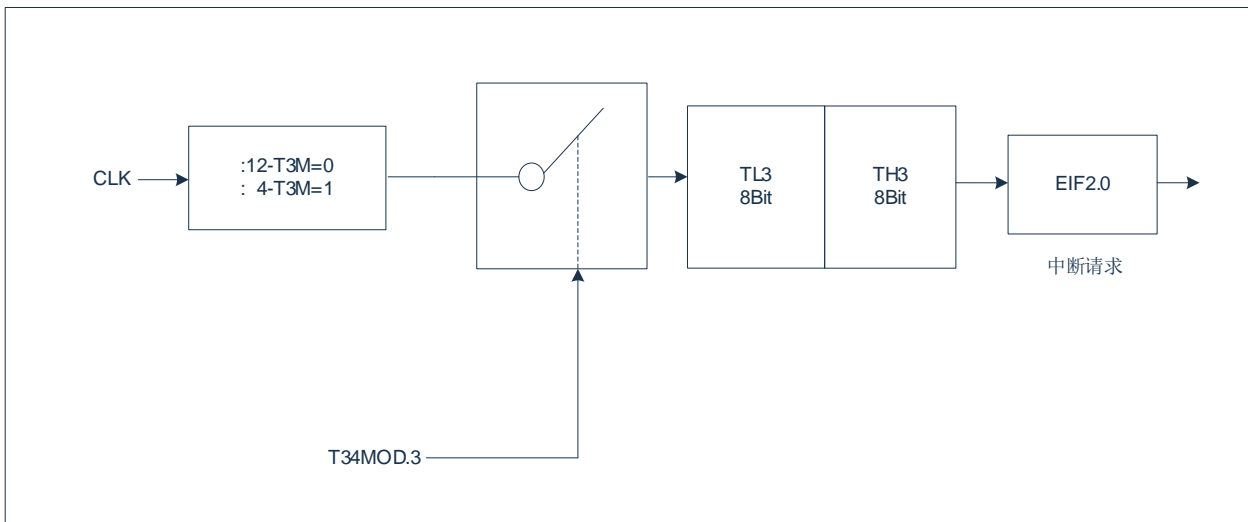 :12-T3M=0
: 4-T3M=1
CLK
TL3
8Bit
TH3
8Bit
EIF2.0
中断请求
T34MOD.3